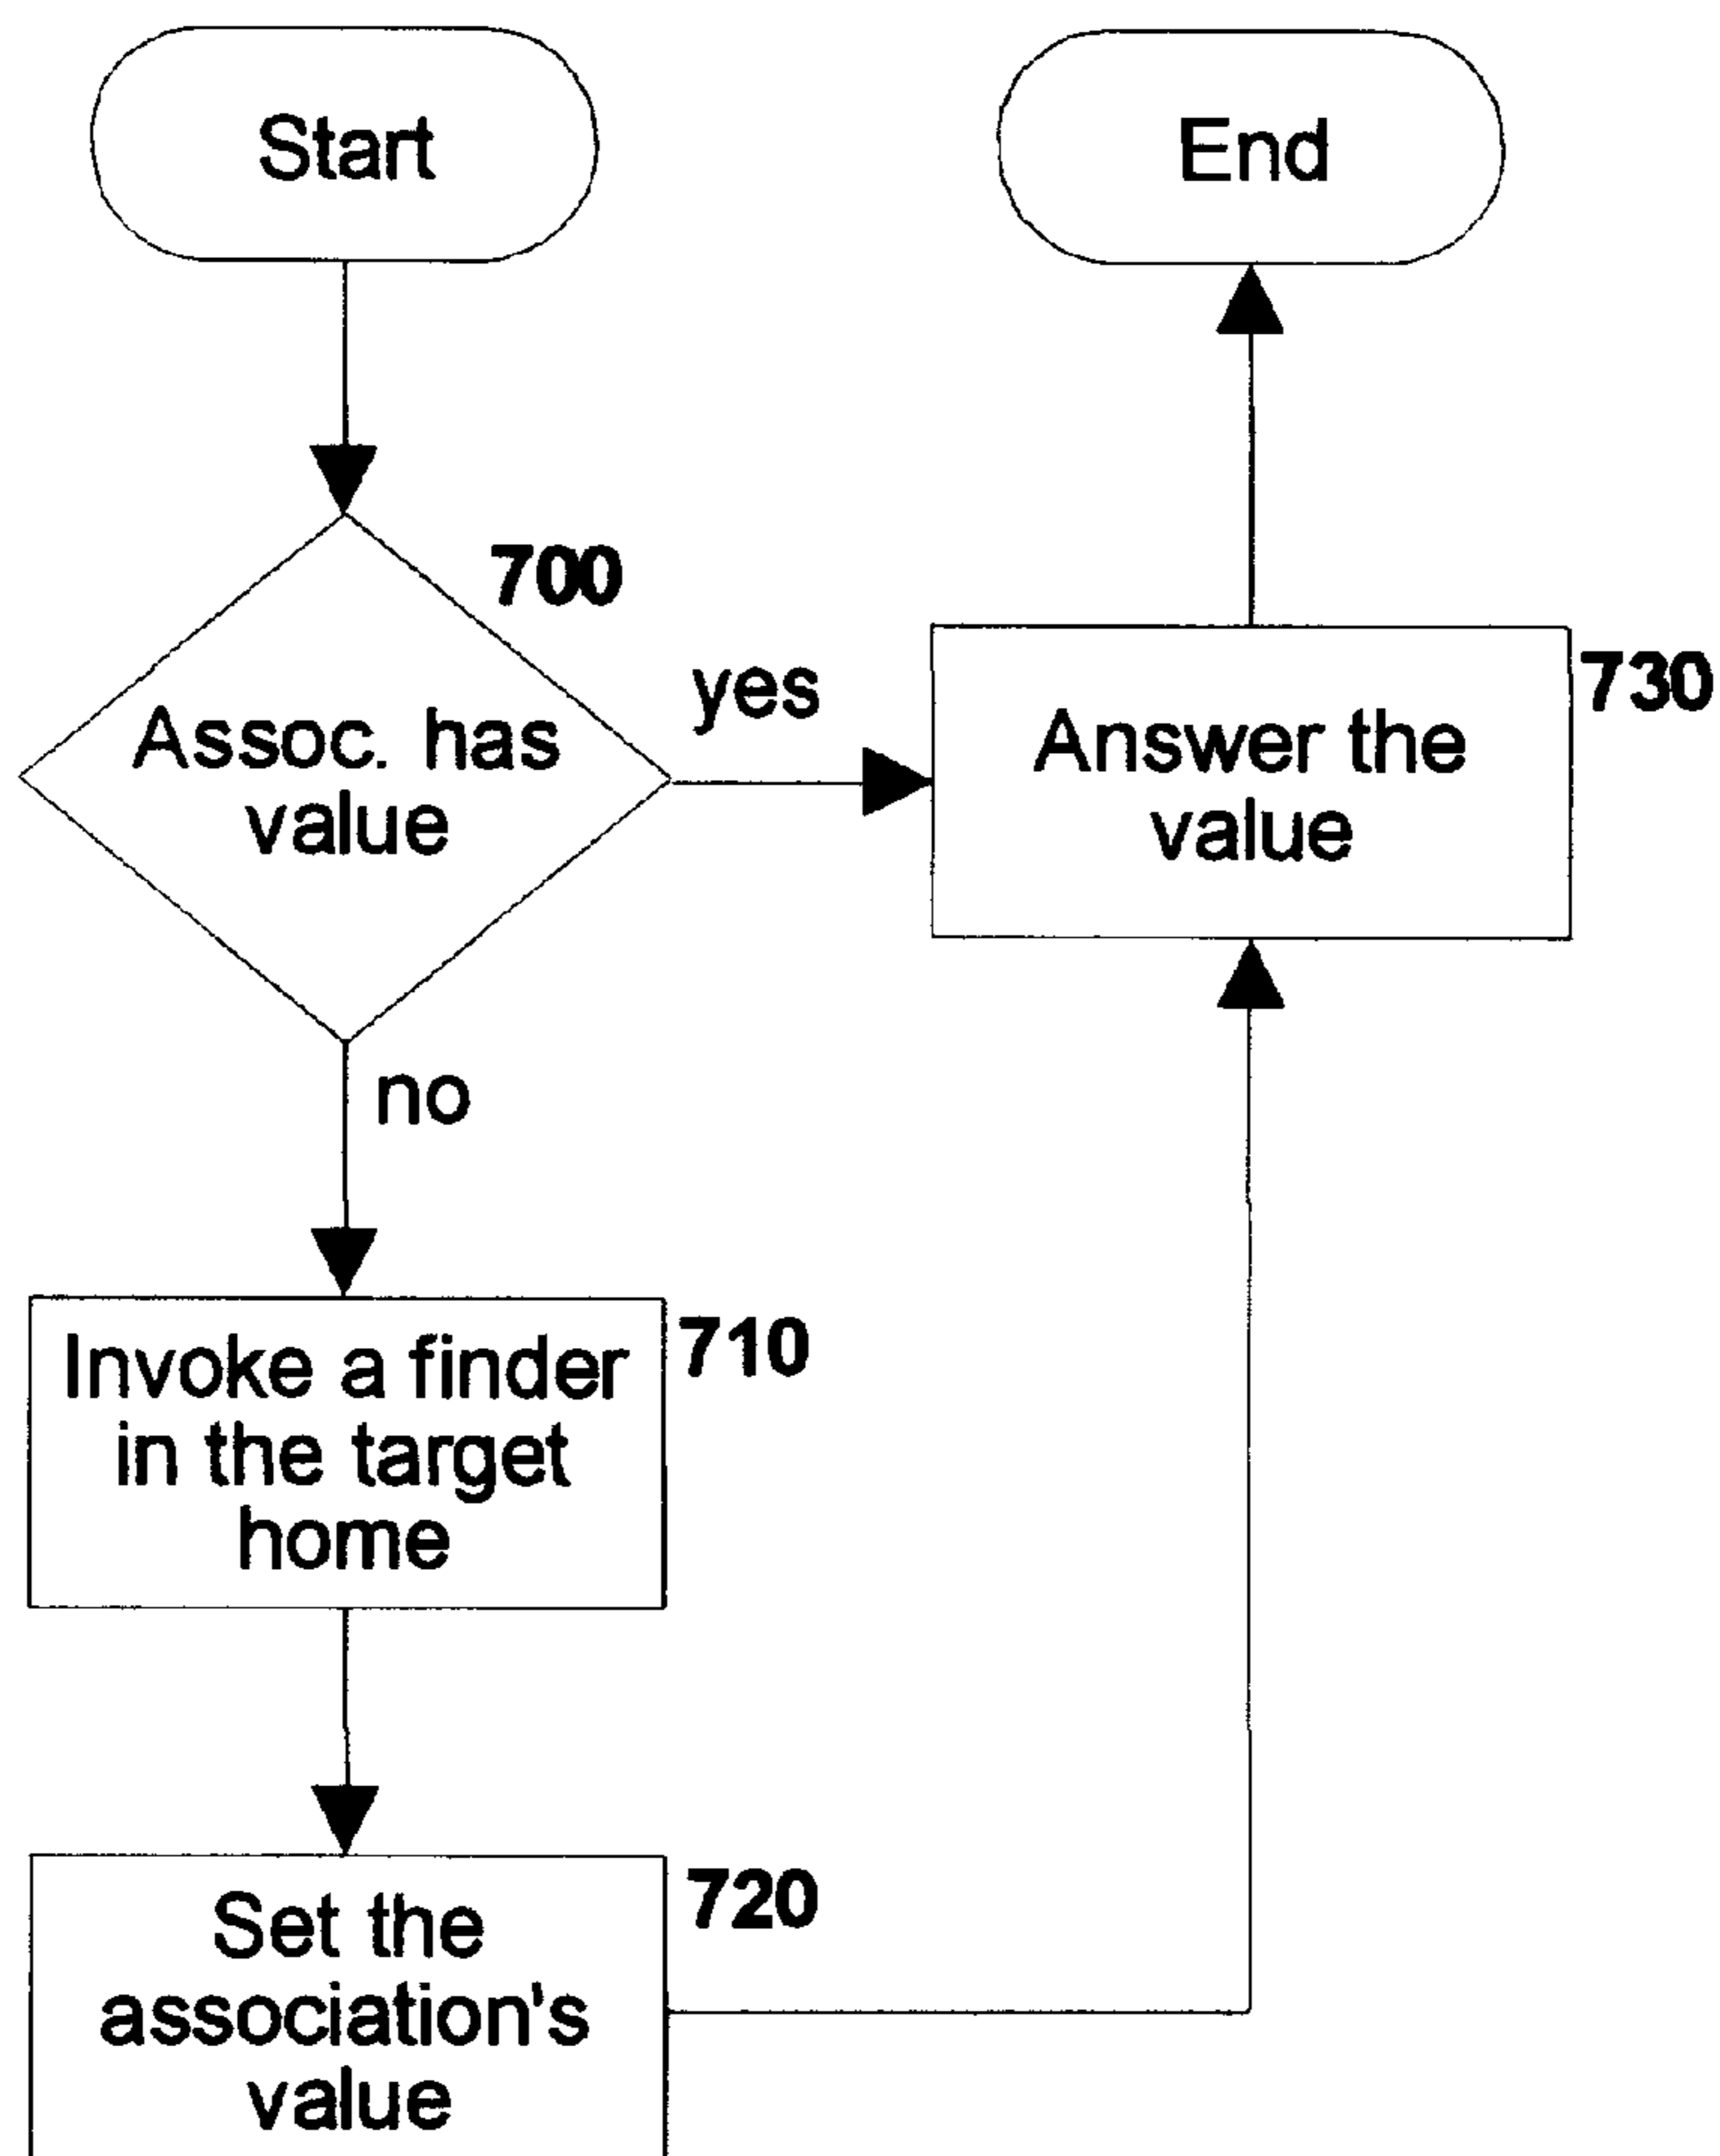 Start
End
700
Assoc. has
value
yes
Answer the
value
730
no
Invoke a finder
in the target
home
710
Set the
association's
value
720